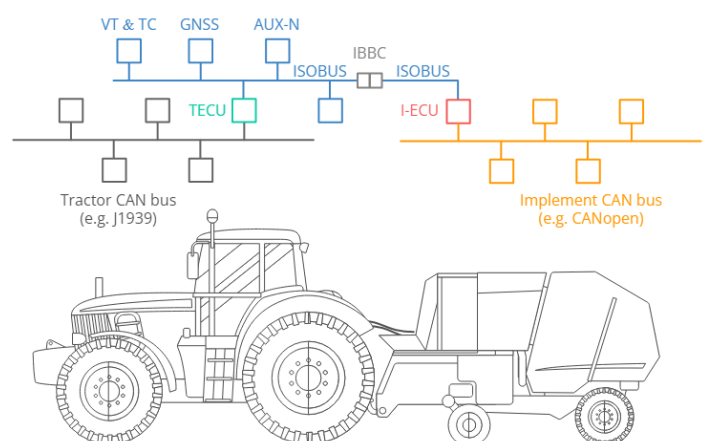 VT & TC
GNSS
AUX-N
IBBC
ISOBUS
ISOBUS
TECU
I-ECU
Tractor CAN bus
(e.g. J1939)
Implement CAN bus
(e.g. CANopen)